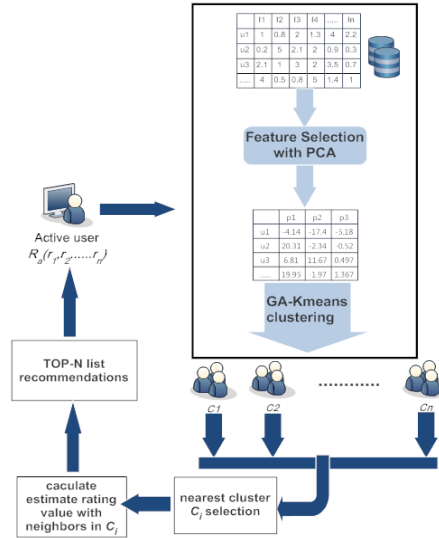 I1 I2 I3 I4 ..... In
u1 1 0.8 2 1.3 4 2.2
u2 0.2 5 2.1 2 0.9 0.3
u3 2.1 1 3 2 3.5 0.7
..... 4 0.5 0.8 5 1.4 1
Feature Selection
with PCA
p1 p2 p3
u1 -4.14 -17.4 -5.18
u2 20.31 -2.34 -0.52
u3 6.81 11.67 0.497
..... 19.95 -1.97 1.367
GA-Kmeans
clustering
Active user
Ra(r1,r2,.....rn)
TOP-N list
recommendations
C1 C2 ............ Cn
caculate
estimate rating
value with
neighbors in Ci
nearest cluster
Ci selection